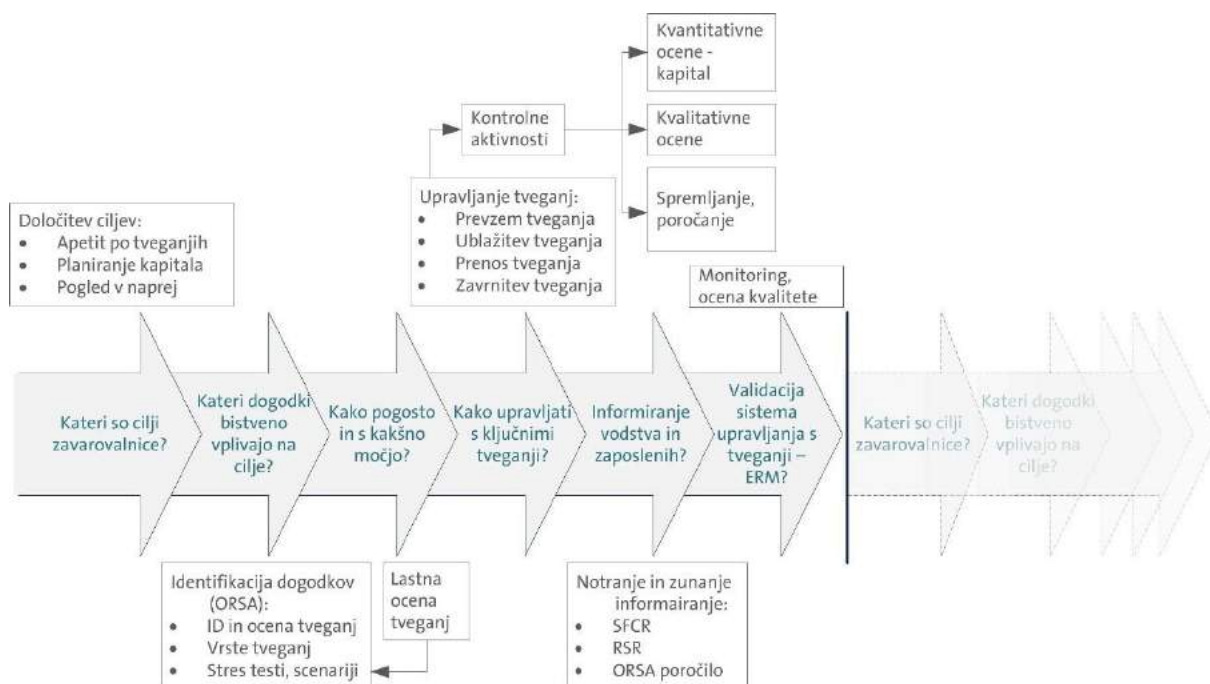 Kvantitativne
ocene -
kapital
Kontrolne
aktivnosti
Kvalitativne
ocene
Spremljanje,
poročanje
Določitev ciljev:
• Apetit po tveganjih
• Planiranje kapitala
• Pogled v naprej
Upravljanje tveganj:
• Prevzem tveganja
• Ublažitev tveganja
• Prenos tveganja
• Zavrnitev tveganja
Monitoring,
ocena kvalitete
Kateri so cilji
zavarovalnice?
Kateri dogodki
bistveno
vplivajo na
cilje?
Kako pogosto
in s kakšno
močjo?
Kako upravljati
s ključnimi
tveganji?
Informiranje
vodstva in
zaposlenih?
Validacija
sistema
upravljanja s
tveganji –
ERM?
Kateri so cilji
zavarovalnice?
Kateri dogodki
bistveno
vplivajo na
cilje?
Identifikacija dogodkov
(ORSA):
• ID in ocena tveganj
• Vrste tveganj
• Stres testi, scenariji
Lastna
ocena
tveganj
Notranje in zunanje
informairanje:
• SFCR
• RSR
• ORSA poročilo